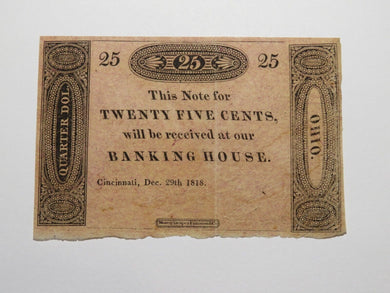 25 25 25
This Note for
TWENTY FIVE CENTS,
will be received at our
BANKING HOUSE.
Cincinnati, Dec. 29th 1818.
QUARTER DOL.
OHIO.